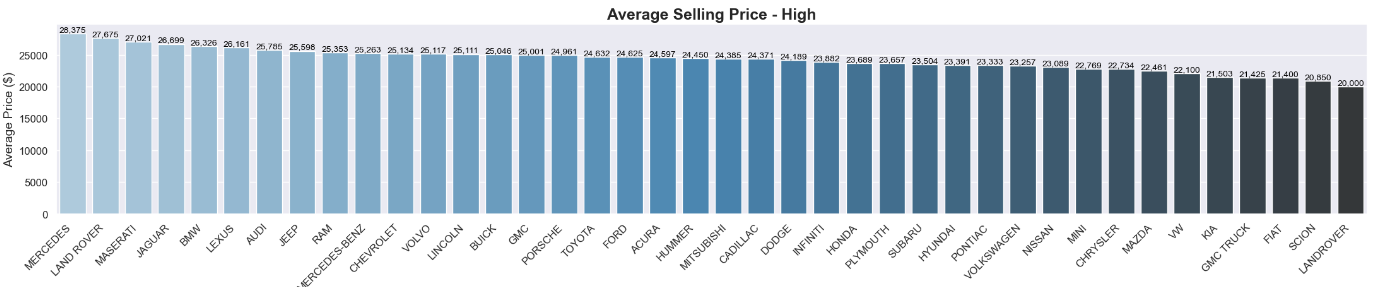 Average Selling Price - High
Average Price ($)
25000
20000
15000
10000
5000
0
28,375 27,675 27,021 26,699 26,326 26,161 25,785 25,598 25,353 25,263 25,134 25,117 25,111 25,046 25,001 24,961 24,632 24,625 24,597 24,450 24,385 24,371 24,189 23,882 23,689 23,657 23,504 23,391 23,333 23,257 23,089 22,769 22,734 22,461 22,100 21,503 21,425 21,400 20,850 20,000
MERCEDES LAND ROVER MASERATI JAGUAR BMW LEXUS AUDI JEEP RAM MERCEDES-BENZ CHEVROLET VOLVO LINCOLN BUICK GMC PORSCHE TOYOTA FORD ACURA HUMMER MITSUBISHI CADILLAC DODGE INFINITI HONDA PLYMOUTH SUBARU HYUNDAI PONTIAC VOLKSWAGEN NISSAN MINI CHRYSLER MAZDA VW KIA GMC TRUCK FIAT SCION LANDROVER